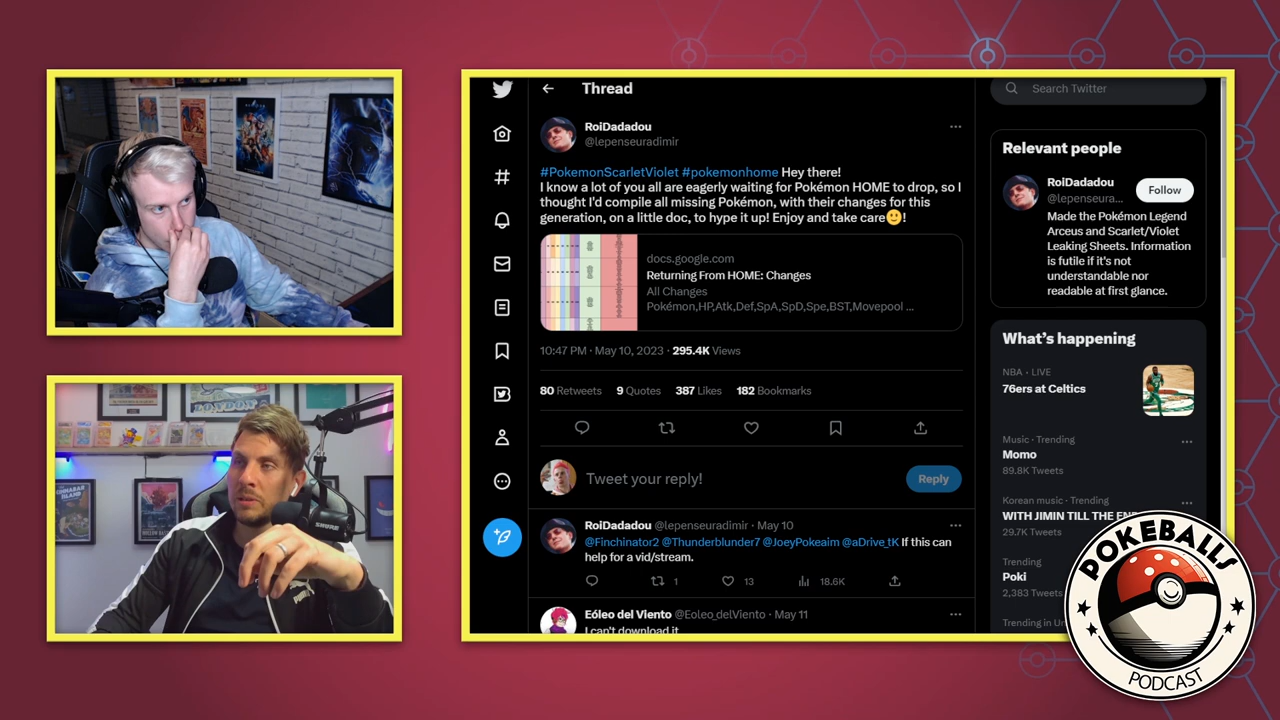 Thread
Search Twitter
RoiDadadou
@lepenseuradimir
#PokemonScarletViolet #pokemonhome Hey there!
I know a lot of you all are eagerly waiting for Pokémon HOME to drop, so I
thought I'd compile all missing Pokémon, with their changes for this
generation, on a little doc, to hype it up! Enjoy and take care🙂!
docs.google.com
Returning From HOME: Changes
All Changes
Pokémon,HP,Atk,Def,SpA,SpD,Spe,BST,Movepool ...
10:47 PM · May 10, 2023 · 295.4K Views
80 Retweets 9 Quotes 387 Likes 182 Bookmarks
Tweet your reply!
Reply
RoiDadadou @lepenseuradimir · May 10
@Finchinator2 @Thunderblunder7 @JoeyPokeaim @aDrive_tK If this can
help for a vid/stream.
1 13 18.6K
Eóleo del Viento @Eoleo_delViento · May 11
I can't download it
Relevant people
RoiDadadou
@lepenseura...
Follow
Made the Pokémon Legend
Arceus and Scarlet/Violet
Leaking Sheets. Information
is futile if it's not
understandable nor
readable at first glance.
What's happening
NBA · LIVE
76ers at Celtics
Music · Trending
Momo
89.8K Tweets
Korean music · Trending
WITH JIMIN TILL THE END
29.7K Tweets
Trending
Poki
2,383 Tweets
Trending in Un
POKEBALLS
PODCAST
SHURE
PUMA